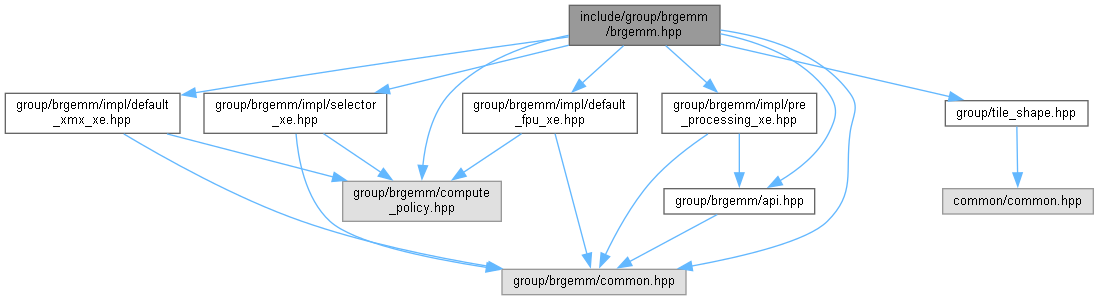 include/group/brgemm
/brgemm.hpp
group/brgemm/impl/default
_xmx_xe.hpp
group/brgemm/impl/selector
_xe.hpp
group/brgemm/impl/default
_fpu_xe.hpp
group/brgemm/impl/pre
_processing_xe.hpp
group/tile_shape.hpp
group/brgemm/compute
_policy.hpp
group/brgemm/api.hpp
common/common.hpp
group/brgemm/common.hpp